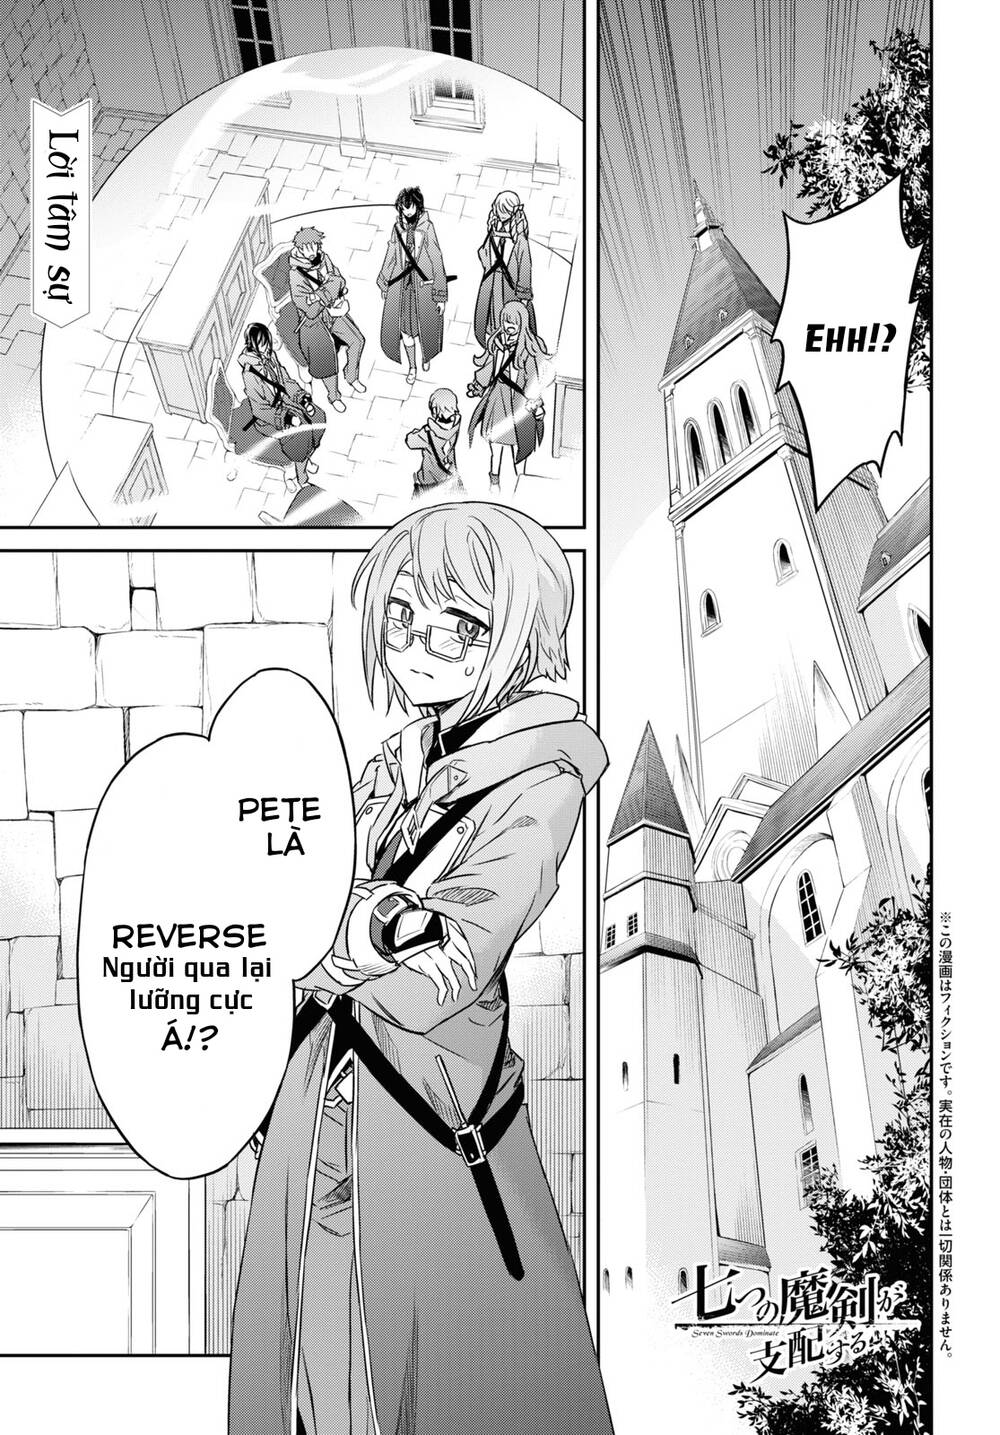 EHH!?
Lời tâm sự
PETE
LÀ
REVERSE
Người qua lại
lưỡng cực
Á!?
七つの魔剣が
Seven Swords Dominate
支配する
※この漫画はフィクションです。実在の人物・団体とは一切関係ありません。